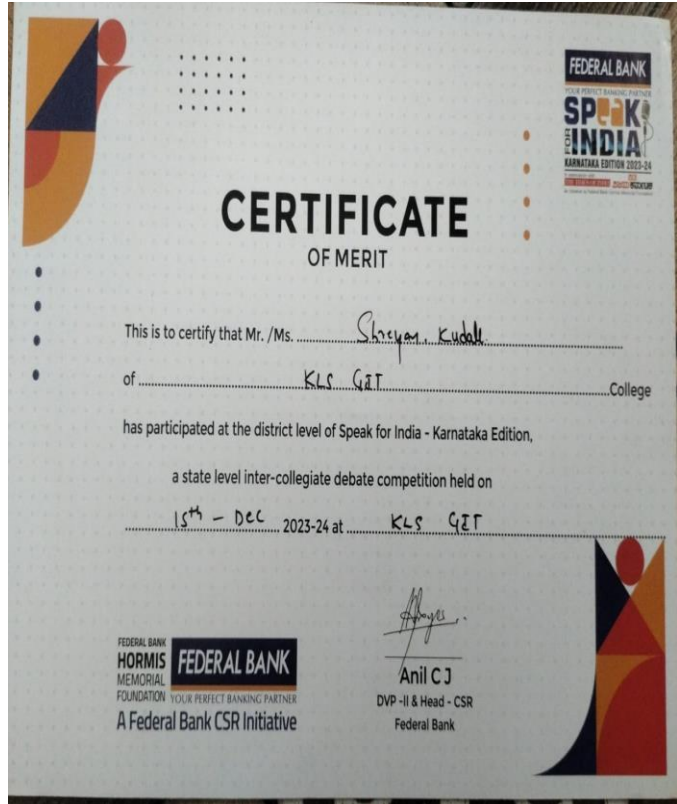 FEDERAL BANK
YOUR PERFECT BANKING PARTNER
SPEAK
FOR
INDIA
KARNATAKA EDITION 2023-24
CERTIFICATE
OF MERIT
This is to certify that Mr. /Ms. Shreyas. Kudale
of KLS GIT College
has participated at the district level of Speak for India - Karnataka Edition,
a state level inter-collegiate debate competition held on
15th - Dec 2023-24 at KLS GIT
FEDERAL BANK
HORMIS
MEMORIAL
FOUNDATION
FEDERAL BANK
YOUR PERFECT BANKING PARTNER
A Federal Bank CSR Initiative
Anil C J
DVP -II & Head - CSR
Federal Bank